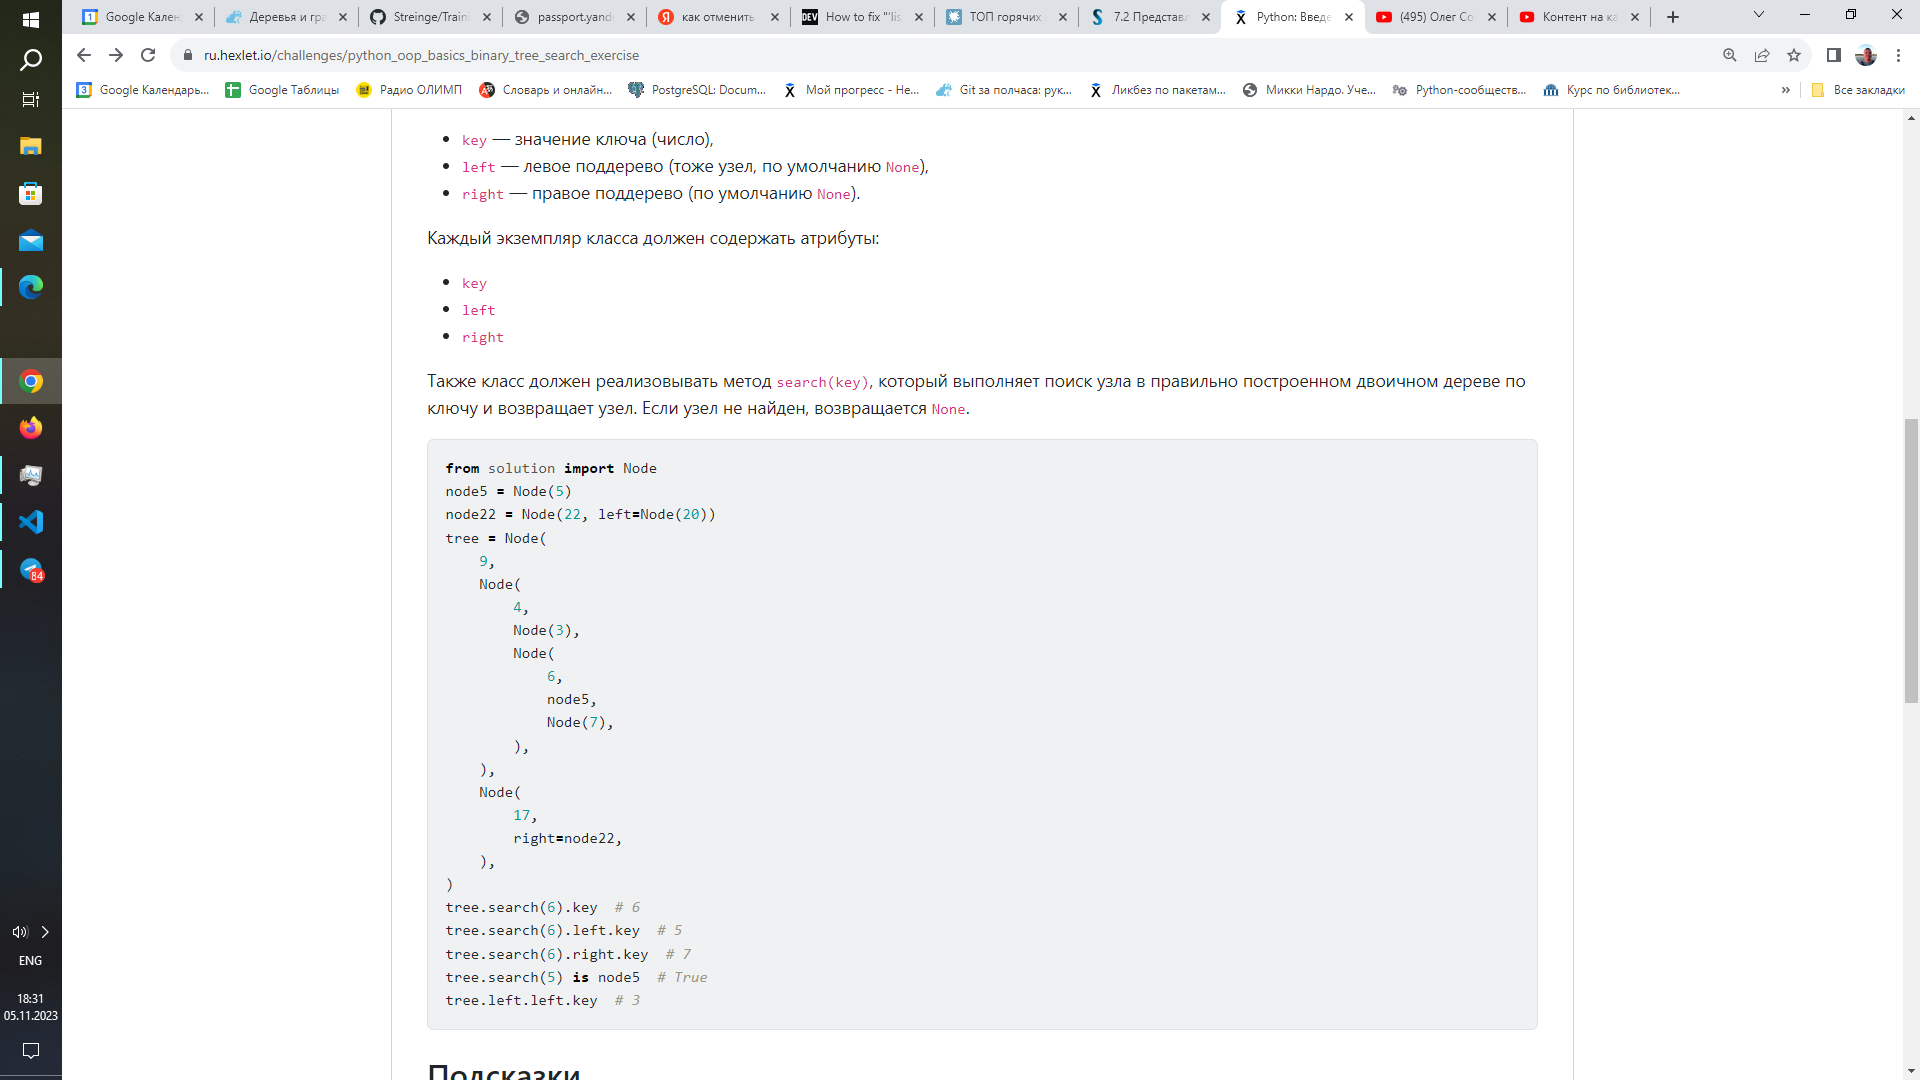 Google Кален
Деревья и гра
Streinge/Train
passport.yand
как отменить
DEV
How to fix "'lis
ТОП горячих
7.2 Представл
Python: Введе
(495) Олег Со
Контент на ка
ru.hexlet.io/challenges/python_oop_basics_binary_tree_search_exercise
Google Календарь...
Google Таблицы
Радио ОЛИМП
Словарь и онлайн...
PostgreSQL: Docum...
Мой прогресс - Не...
Git за полчаса: рук...
Ликбез по пакетам...
Микки Нардо. Уче...
Python-сообществ...
Курс по библиотек...
»
Все закладки
• key — значение ключа (число),
• left — левое поддерево (тоже узел, по умолчанию None),
• right — правое поддерево (по умолчанию None).
Каждый экземпляр класса должен содержать атрибуты:
• key
• left
• right
Также класс должен реализовывать метод search(key), который выполняет поиск узла в правильно построенном двоичном дереве по
ключу и возвращает узел. Если узел не найден, возвращается None.
from solution import Node
node5 = Node(5)
node22 = Node(22, left=Node(20))
tree = Node(
    9,
    Node(
        4,
        Node(3),
        Node(
            6,
            node5,
            Node(7),
        ),
    ),
    Node(
        17,
        right=node22,
    ),
)
tree.search(6).key  # 6
tree.search(6).left.key  # 5
tree.search(6).right.key  # 7
tree.search(5) is node5  # True
tree.left.left.key  # 3
Подсказки
84
ENG
18:31
05.11.2023